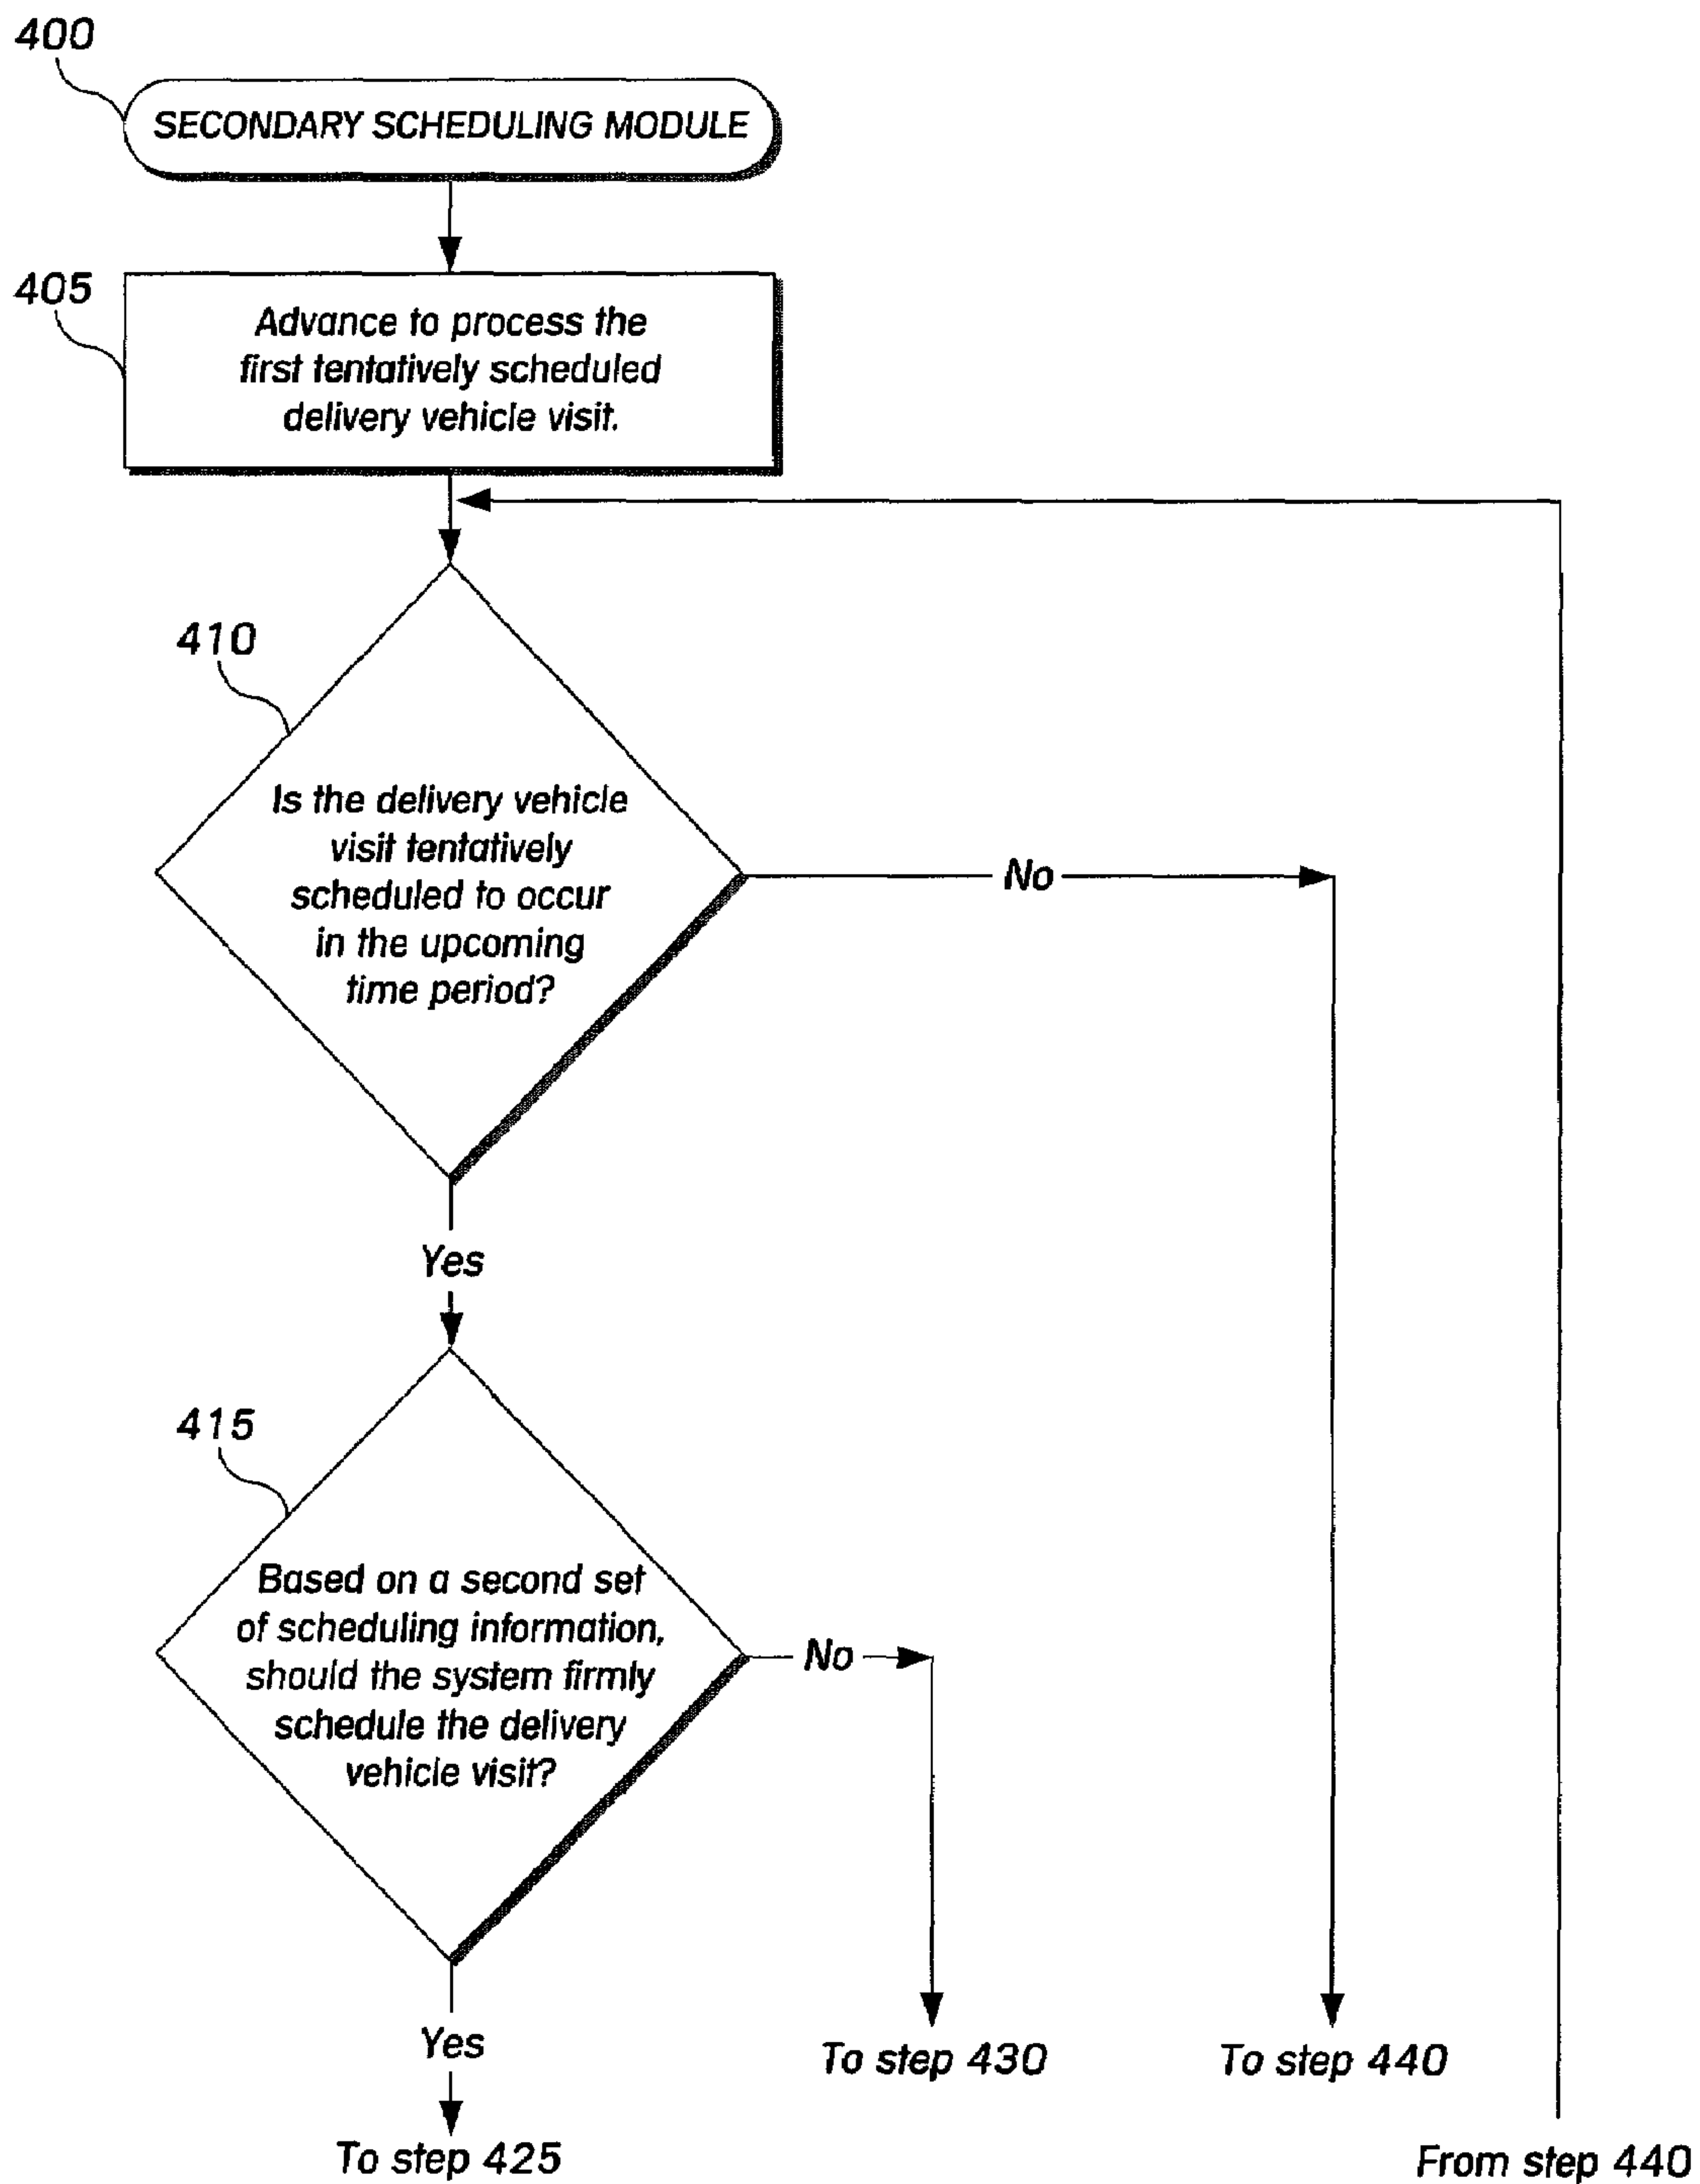 400
SECONDARY SCHEDULING MODULE
405
Advance to process the
first tentatively scheduled
delivery vehicle visit.
410
Is the delivery vehicle
visit tentatively
scheduled to occur
in the upcoming
time period?
No
Yes
415
Based on a second set
of scheduling information,
should the system firmly
schedule the delivery
vehicle visit?
No
Yes
To step 430
To step 440
To step 425
From step 440